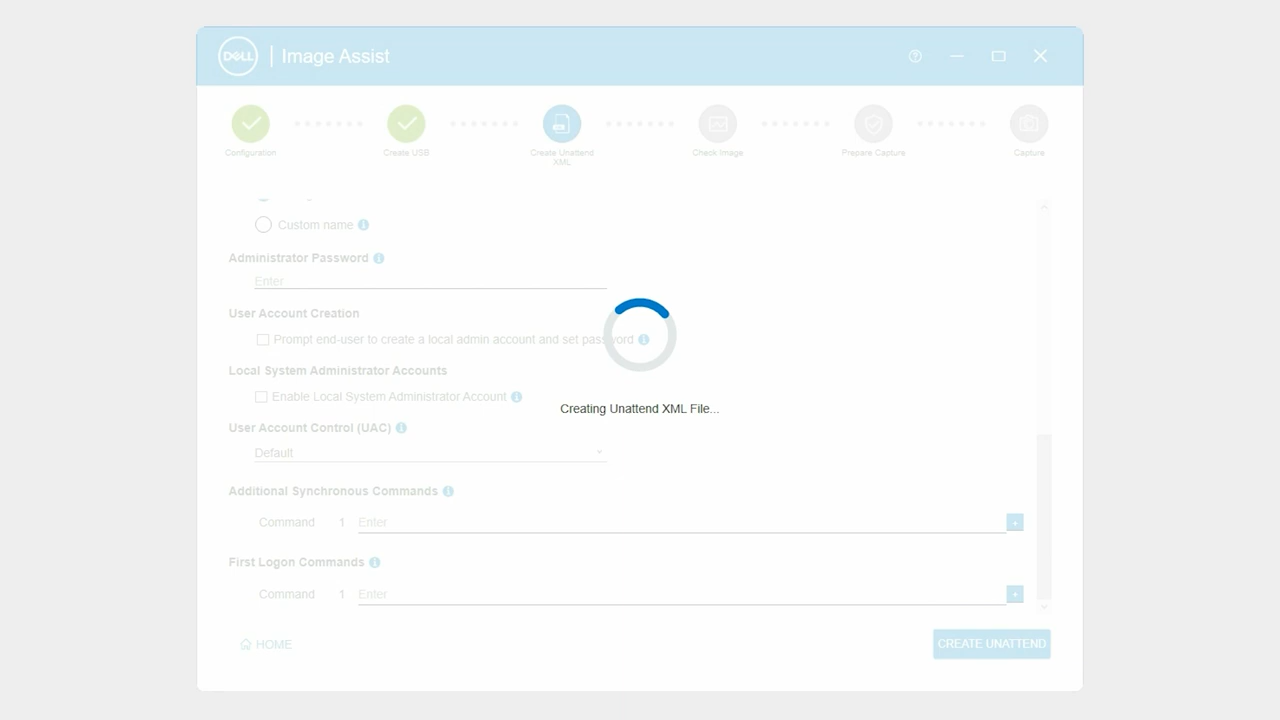 DELL | Image Assist
Configuration
Create USB
Create Unattend
XML
Check Image
Prepare Capture
Capture
Custom name
Administrator Password
Enter
User Account Creation
Prompt end-user to create a local admin account and set password
Local System Administrator Accounts
Enable Local System Administrator Account
Creating Unattend XML File...
User Account Control (UAC)
Default
Additional Synchronous Commands
Command 1 Enter
First Logon Commands
Command 1 Enter
HOME
CREATE UNATTEND